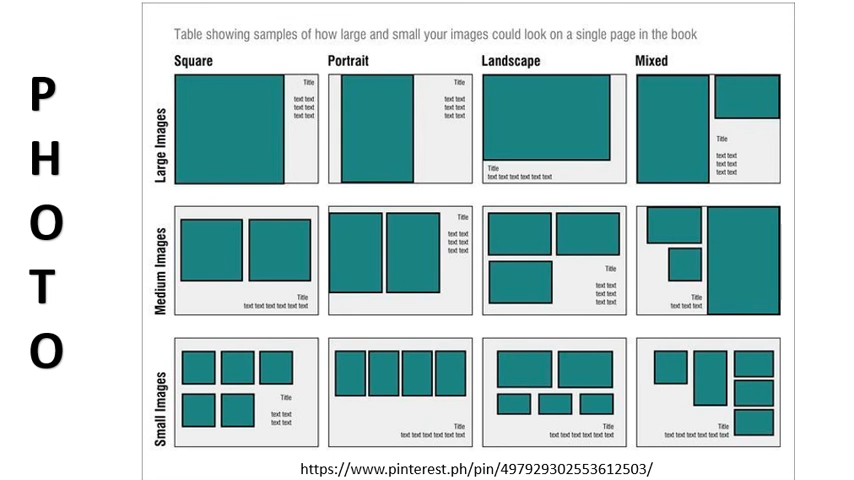 P
H
O
T
O
Table showing samples of how large and small your images could look on a single page in the book
Square
Portrait
Landscape
Mixed
Large Images
Title
text text
text text
text text
Title
text text
text text
text text
Title
text text text text text text
Title
text text
text text
text text
Medium Images
Title
text text text text text text
Title
text text
text text
text text
Title
text text
text text
text text
Title
text text text
Small Images
Title
text text
text text
Title
text text text text text text
Title
text text text text text text
Title
text text text text text text
https://www.pinterest.ph/pin/497929302553612503/